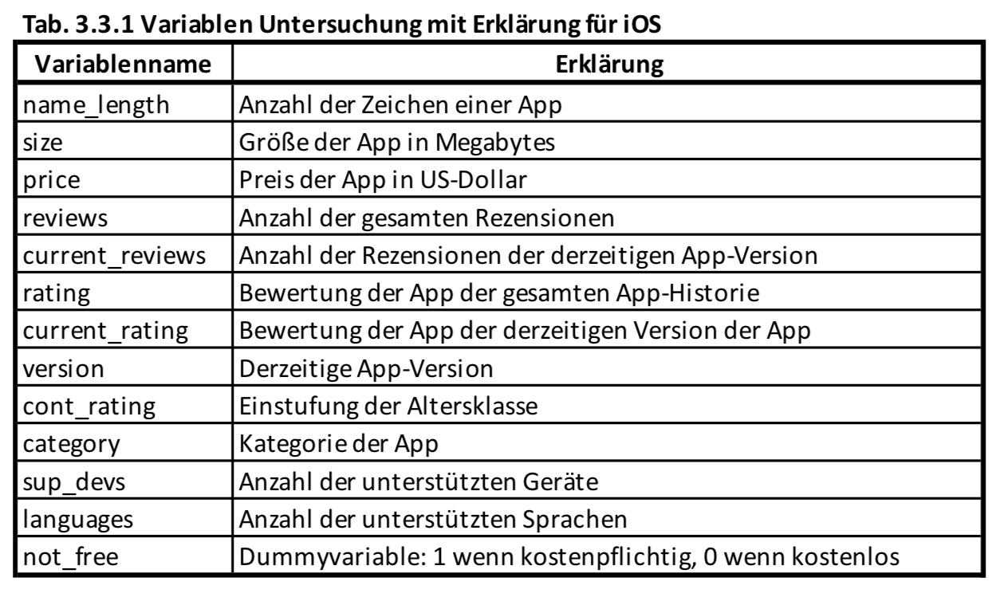 Tab. 3.3.1 Variablen Untersuchung mit Erklärung für iOS
Variablenname Erklärung
name_length Anzahl der Zeichen einer App
size Größe der App in Megabytes
price Preis der App in US-Dollar
reviews Anzahl der gesamten Rezensionen
current_reviews Anzahl der Rezensionen der derzeitigen App-Version
rating Bewertung der App der gesamten App-Historie
current_rating Bewertung der App der derzeitigen Version der App
version Derzeitige App-Version
cont_rating Einstufung der Altersklasse
category Kategorie der App
sup_devs Anzahl der unterstützten Geräte
languages Anzahl der unterstützten Sprachen
not_free Dummyvariable: 1 wenn kostenpflichtig, 0 wenn kostenlos